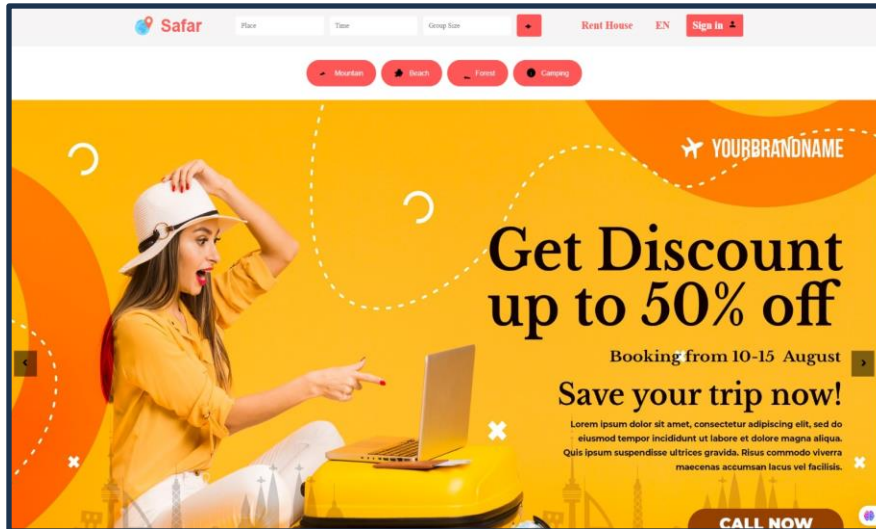 Safar
Place
Time
Group Size
Rent House
EN
Sign in
Mountain
Beach
Forest
Camping
YOURBRANDNAME
Get Discount
up to 50% off
Booking from 10-15 August
Save your trip now!
Lorem ipsum dolor sit amet, consectetur adipiscing elit, sed do
eiusmod tempor incididunt ut labore et dolore magna aliqua.
Quis ipsum suspendisse ultrices gravida. Risus commodo viverra
maecenas accumsan lacus vel facilisis.
CALL NOW